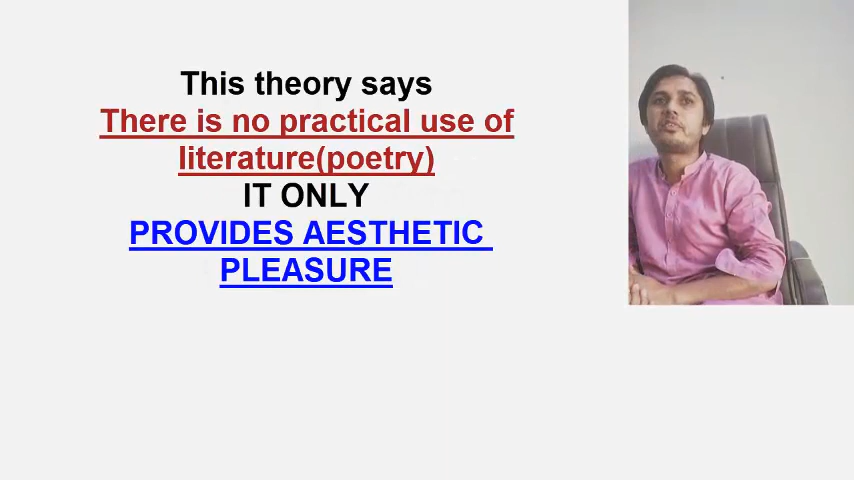 This theory says
There is no practical use of
literature(poetry)
IT ONLY
PROVIDES AESTHETIC
PLEASURE